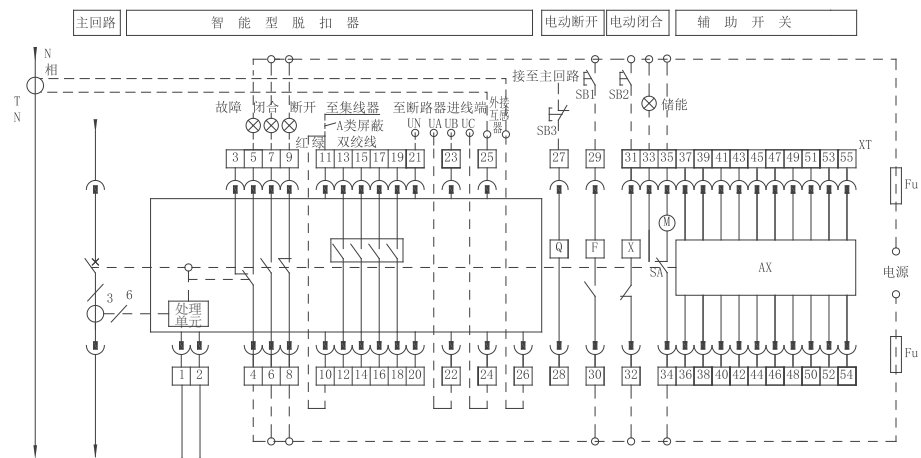 主回路 智能型脱扣器 电动断开 电动闭合 辅助开关
N
相
T
N
接至主回路
SB1
SB2
SB3
故障 闭合 断开
至集线器
至断路器进线端
外接
互感
器
储能
红绿
A类屏蔽
双绞线
UN UA UB UC
3 5 7 9 11 13 15 17 19 21 23 25 27 29 31 33 35 37 39 41 43 45 47 49 51 53 55
XT
Fu
M
Q F X
SA
AX
电源
3 6
处理
单元
Fu
1 2 4 6 8 10 12 14 16 18 20 22 24 26 28 30 32 34 36 38 40 42 44 46 48 50 52 54